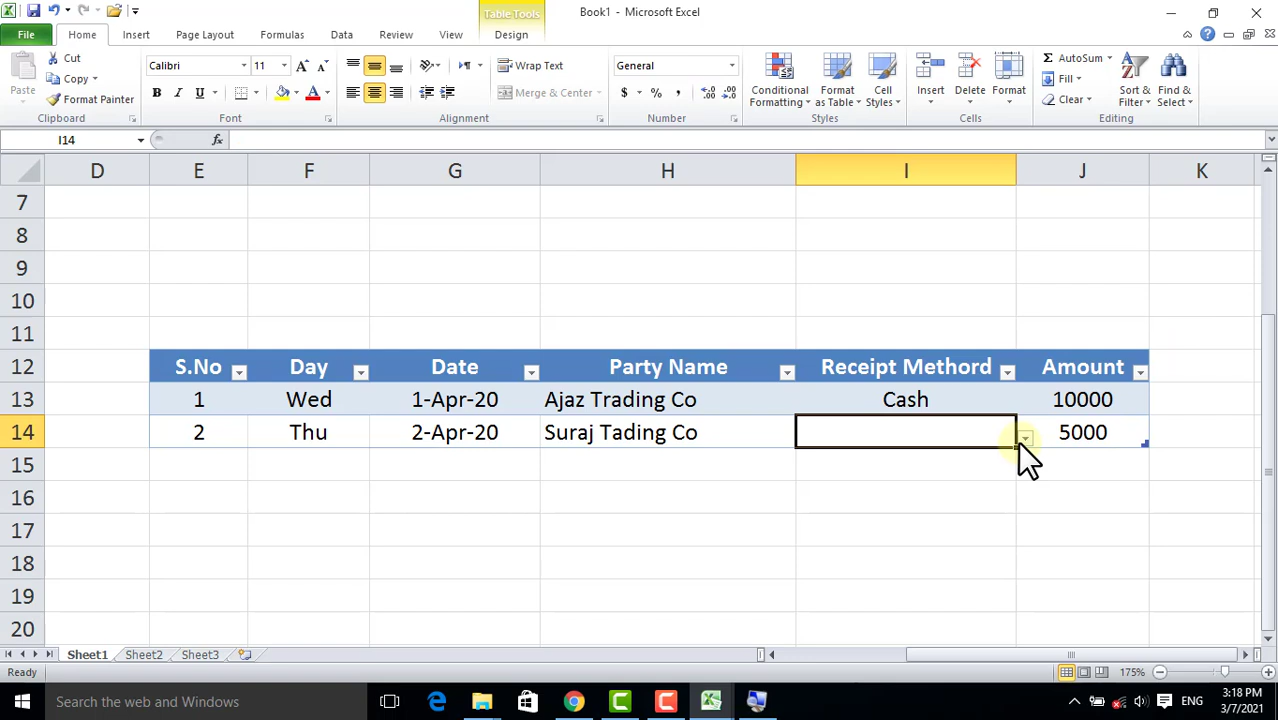 Table Tools
Book1 - Microsoft Excel
File Home Insert Page Layout Formulas Data Review View Design
Paste
Cut
Copy
Format Painter
Clipboard
Calibri 11
B I U A A A
Font
Wrap Text
Merge & Center
Alignment
General
$ % ,
Number
Conditional Formatting
Format as Table
Cell Styles
Styles
Insert Delete Format
Cells
Σ AutoSum
Fill
Clear
Sort & Filter
Find & Select
Editing
I14 fx
D E F G H I J K
7
8
9
10
11
12 S.No Day Date Party Name Receipt Methord Amount
13 1 Wed 1-Apr-20 Ajaz Trading Co Cash 10000
14 2 Thu 2-Apr-20 Suraj Tading Co 5000
15
16
17
18
19
20
Sheet1 Sheet2 Sheet3
Ready 175%
Search the web and Windows
ENG
3:18 PM
3/7/2021